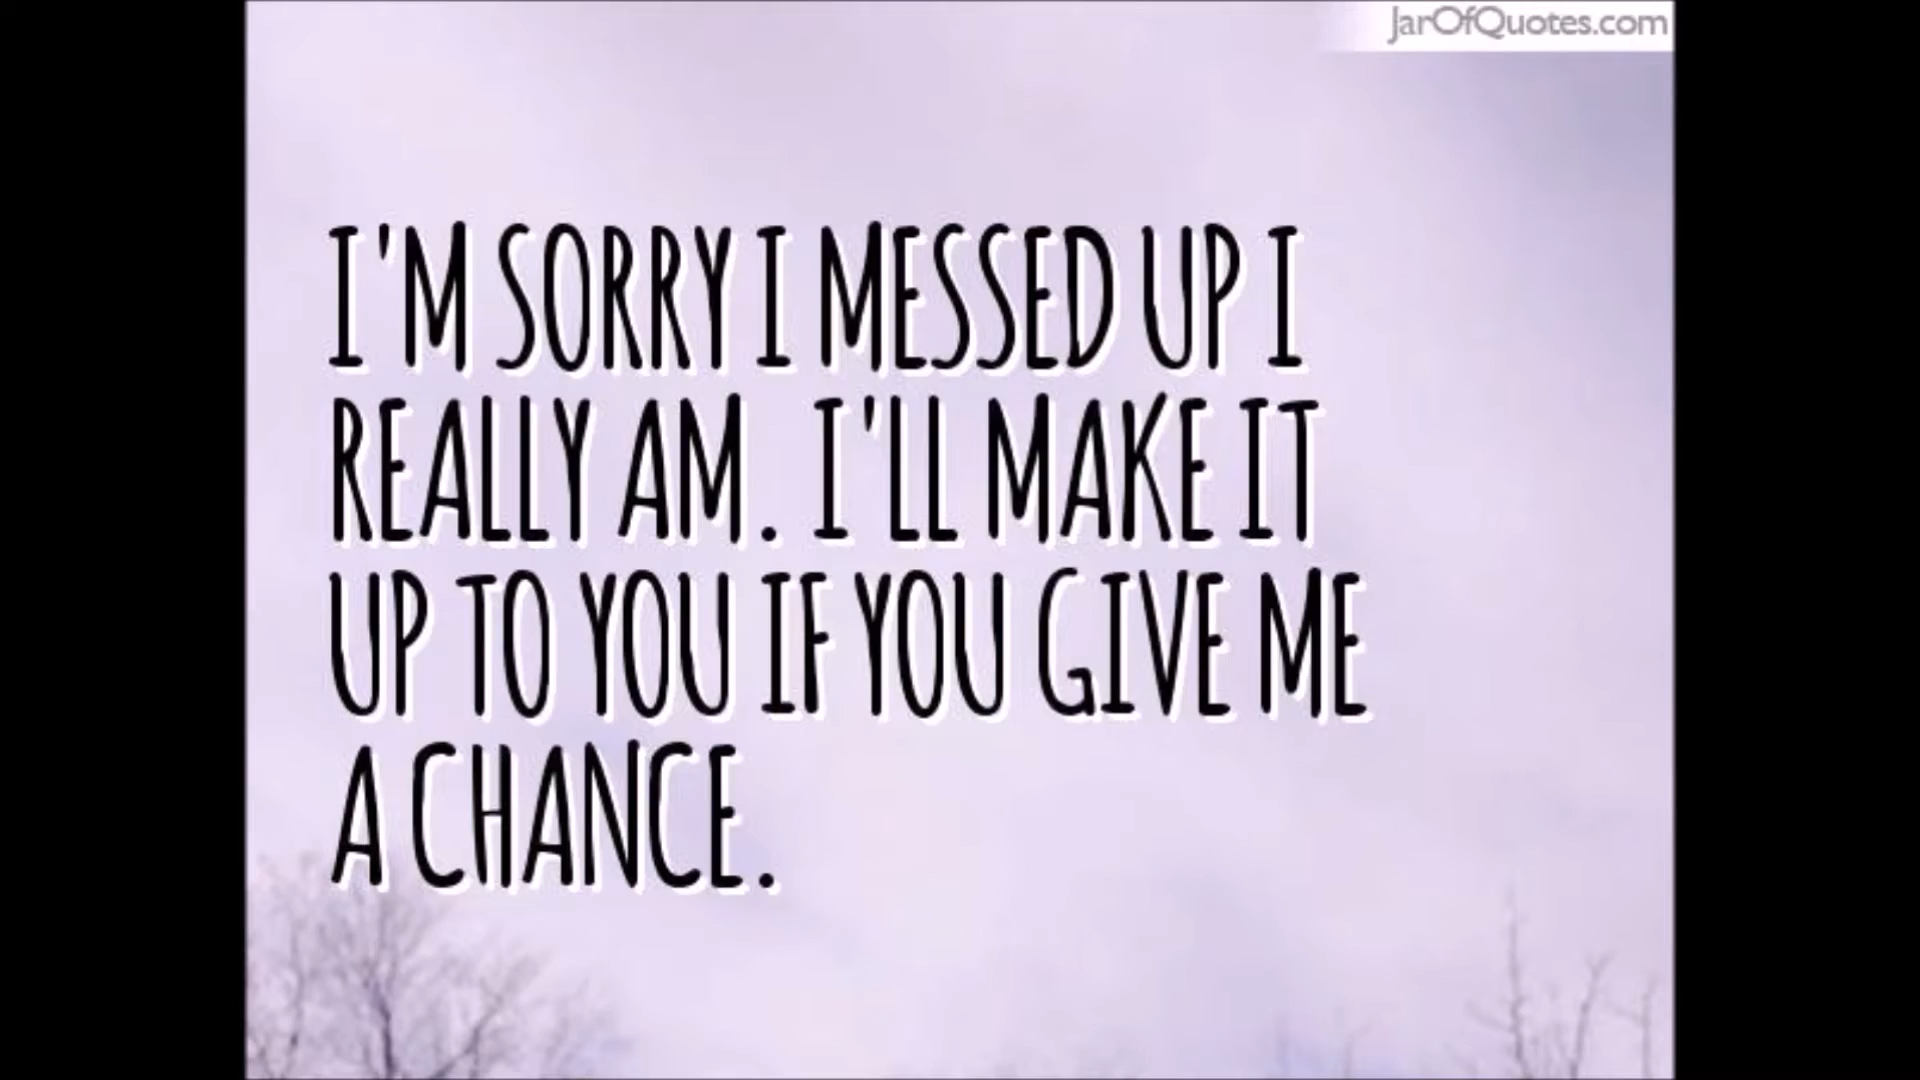 JarOfQuotes.com
I'M SORRY I MESSED UP I
REALLY AM. I'LL MAKE IT
UP TO YOU IF YOU GIVE ME
A CHANCE.